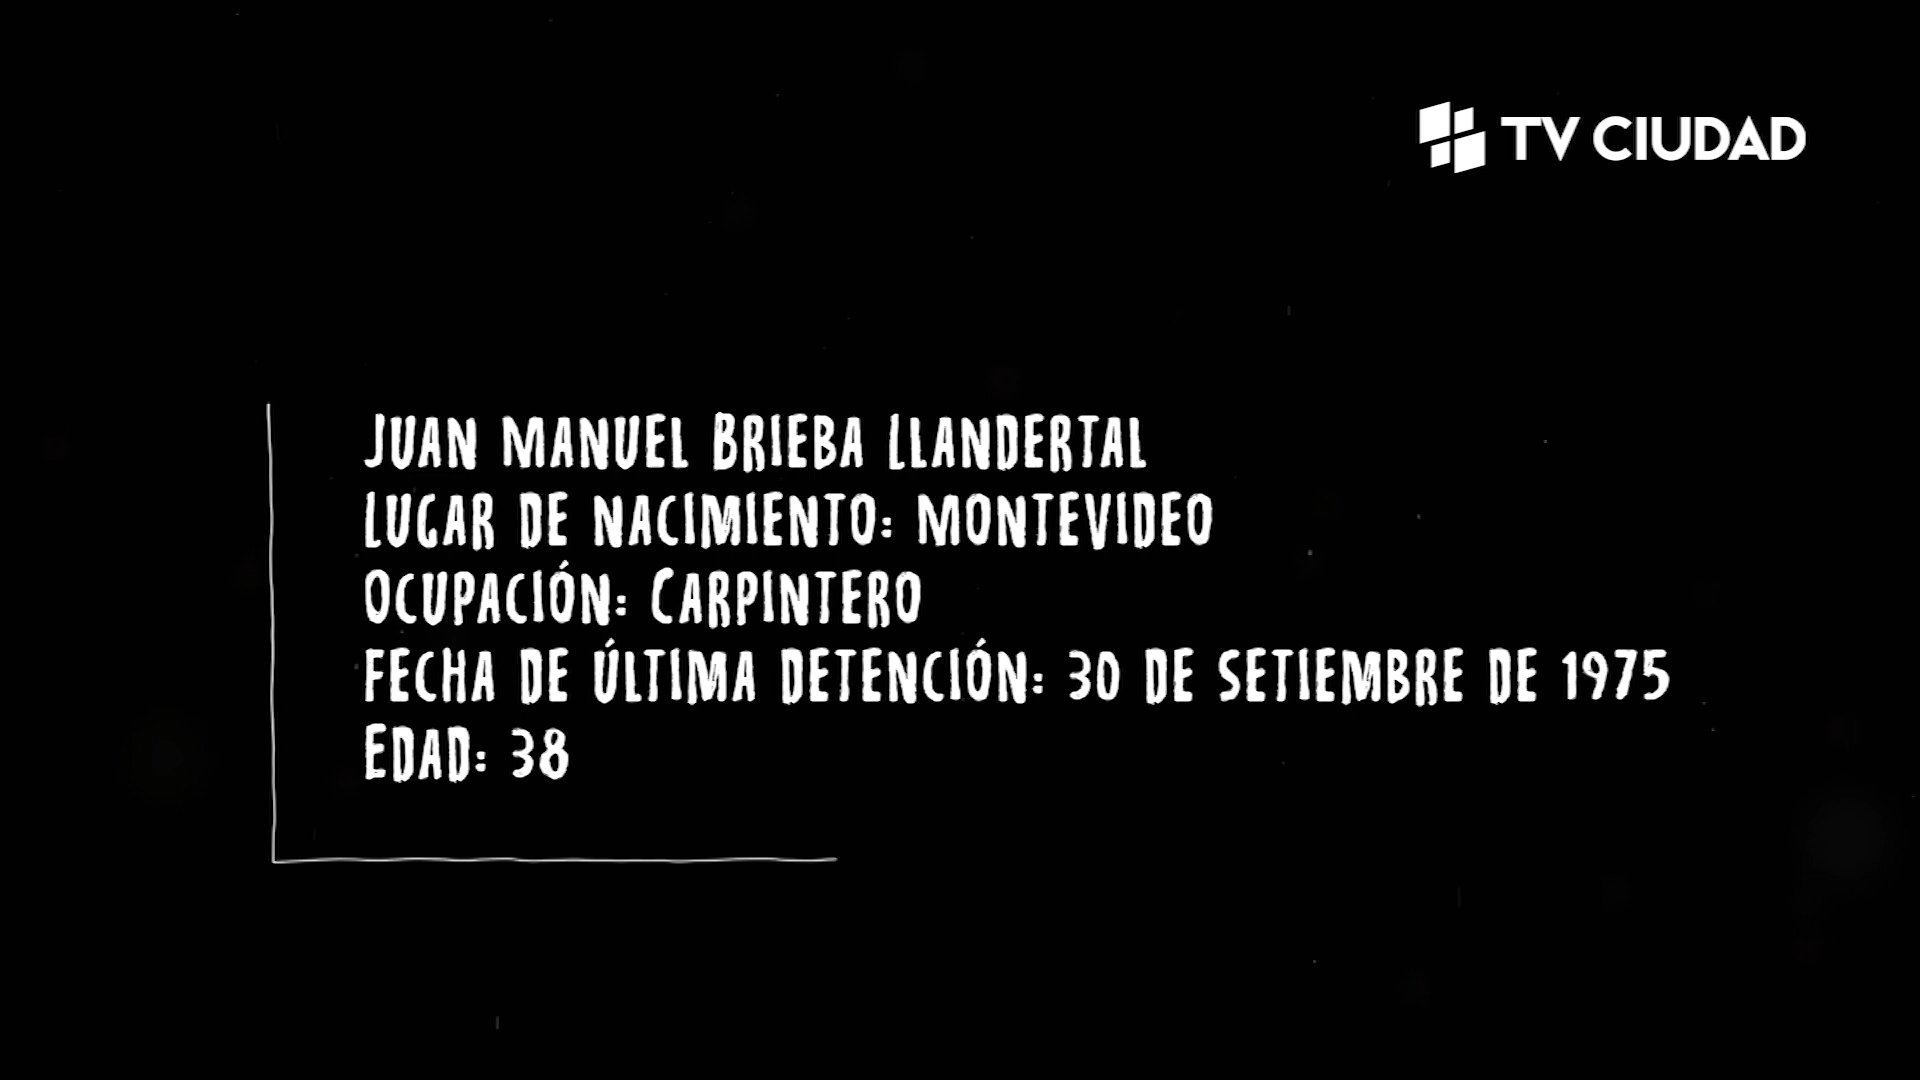 TV CIUDAD
JUAN MANUEL BRIEBA LLANDERTAL
LUGAR DE NACIMIENTO: MONTEVIDEO
OCUPACIÓN: CARPINTERO
FECHA DE ÚLTIMA DETENCIÓN: 30 DE SETIEMBRE DE 1975
EDAD: 38